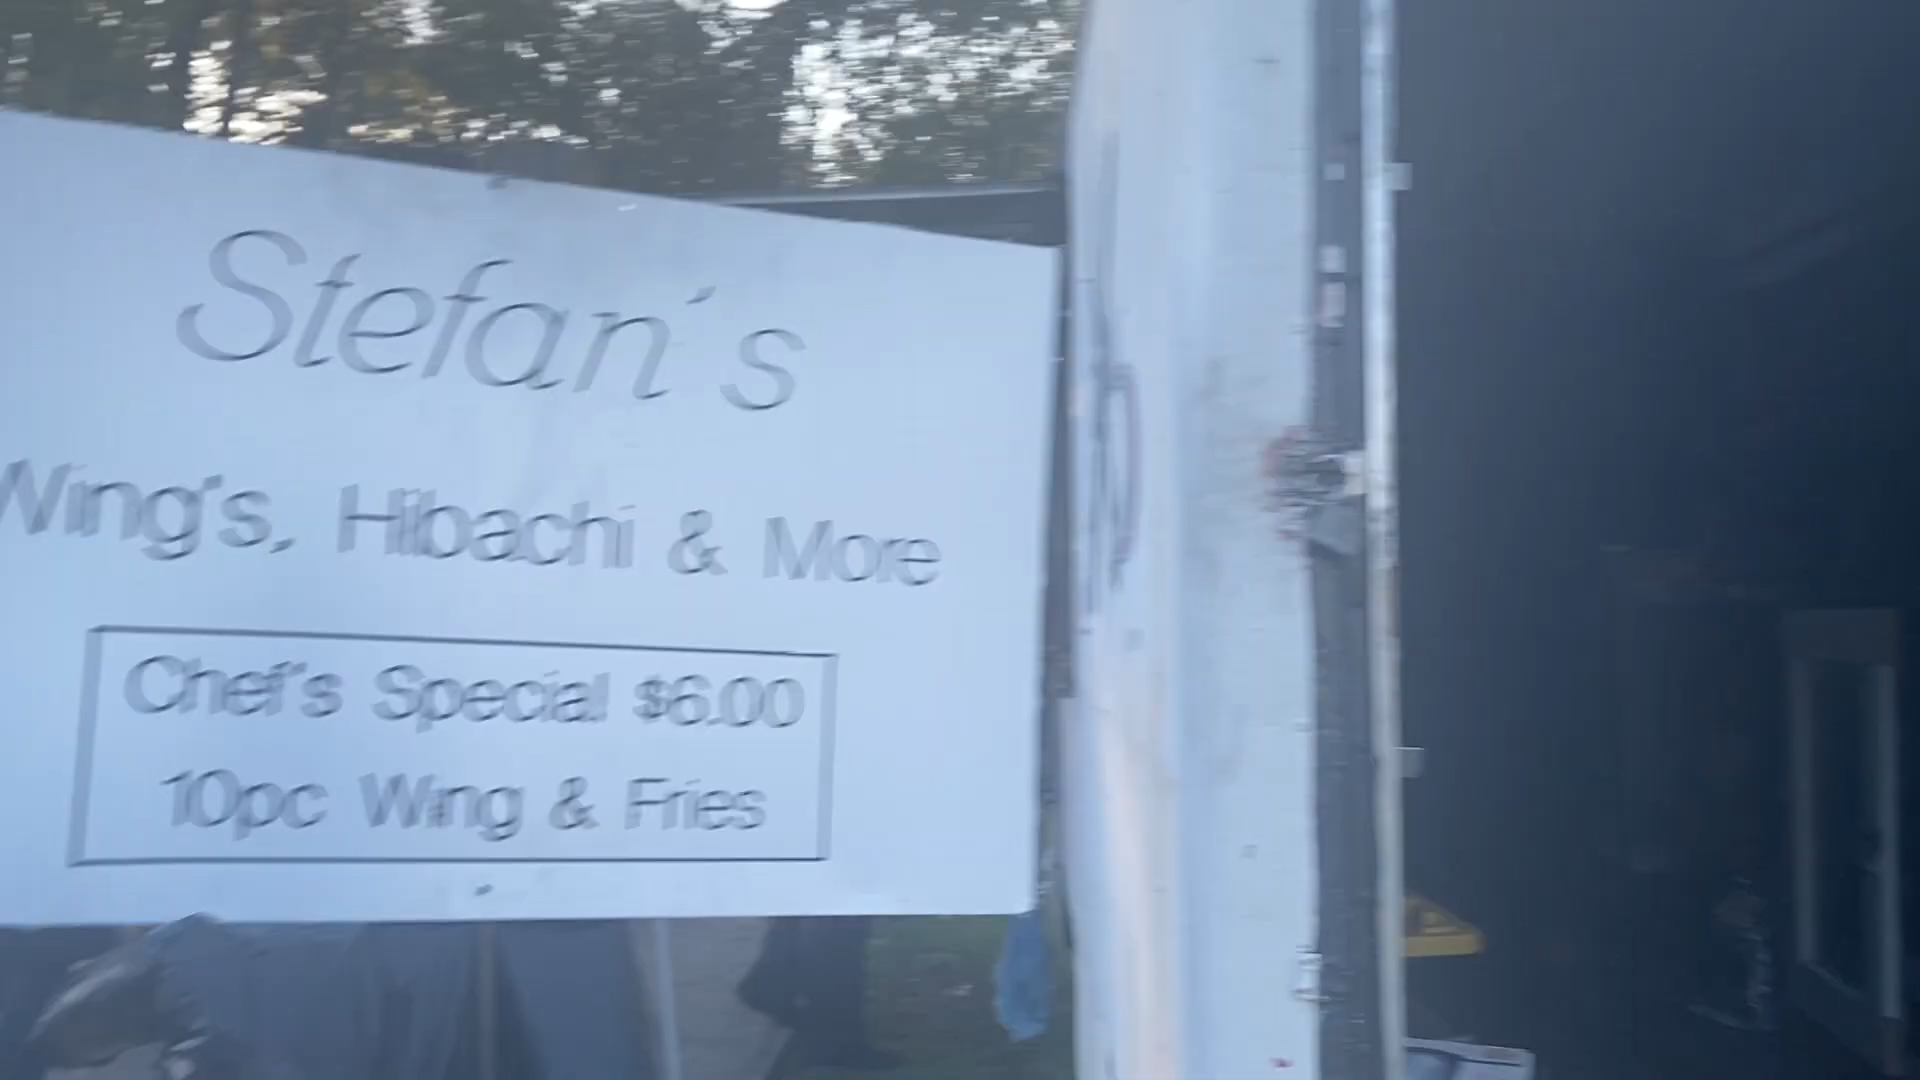 Stefan's
Wing's, Hibachi & More
Chef's Special $6.00
10pc Wing & Fries